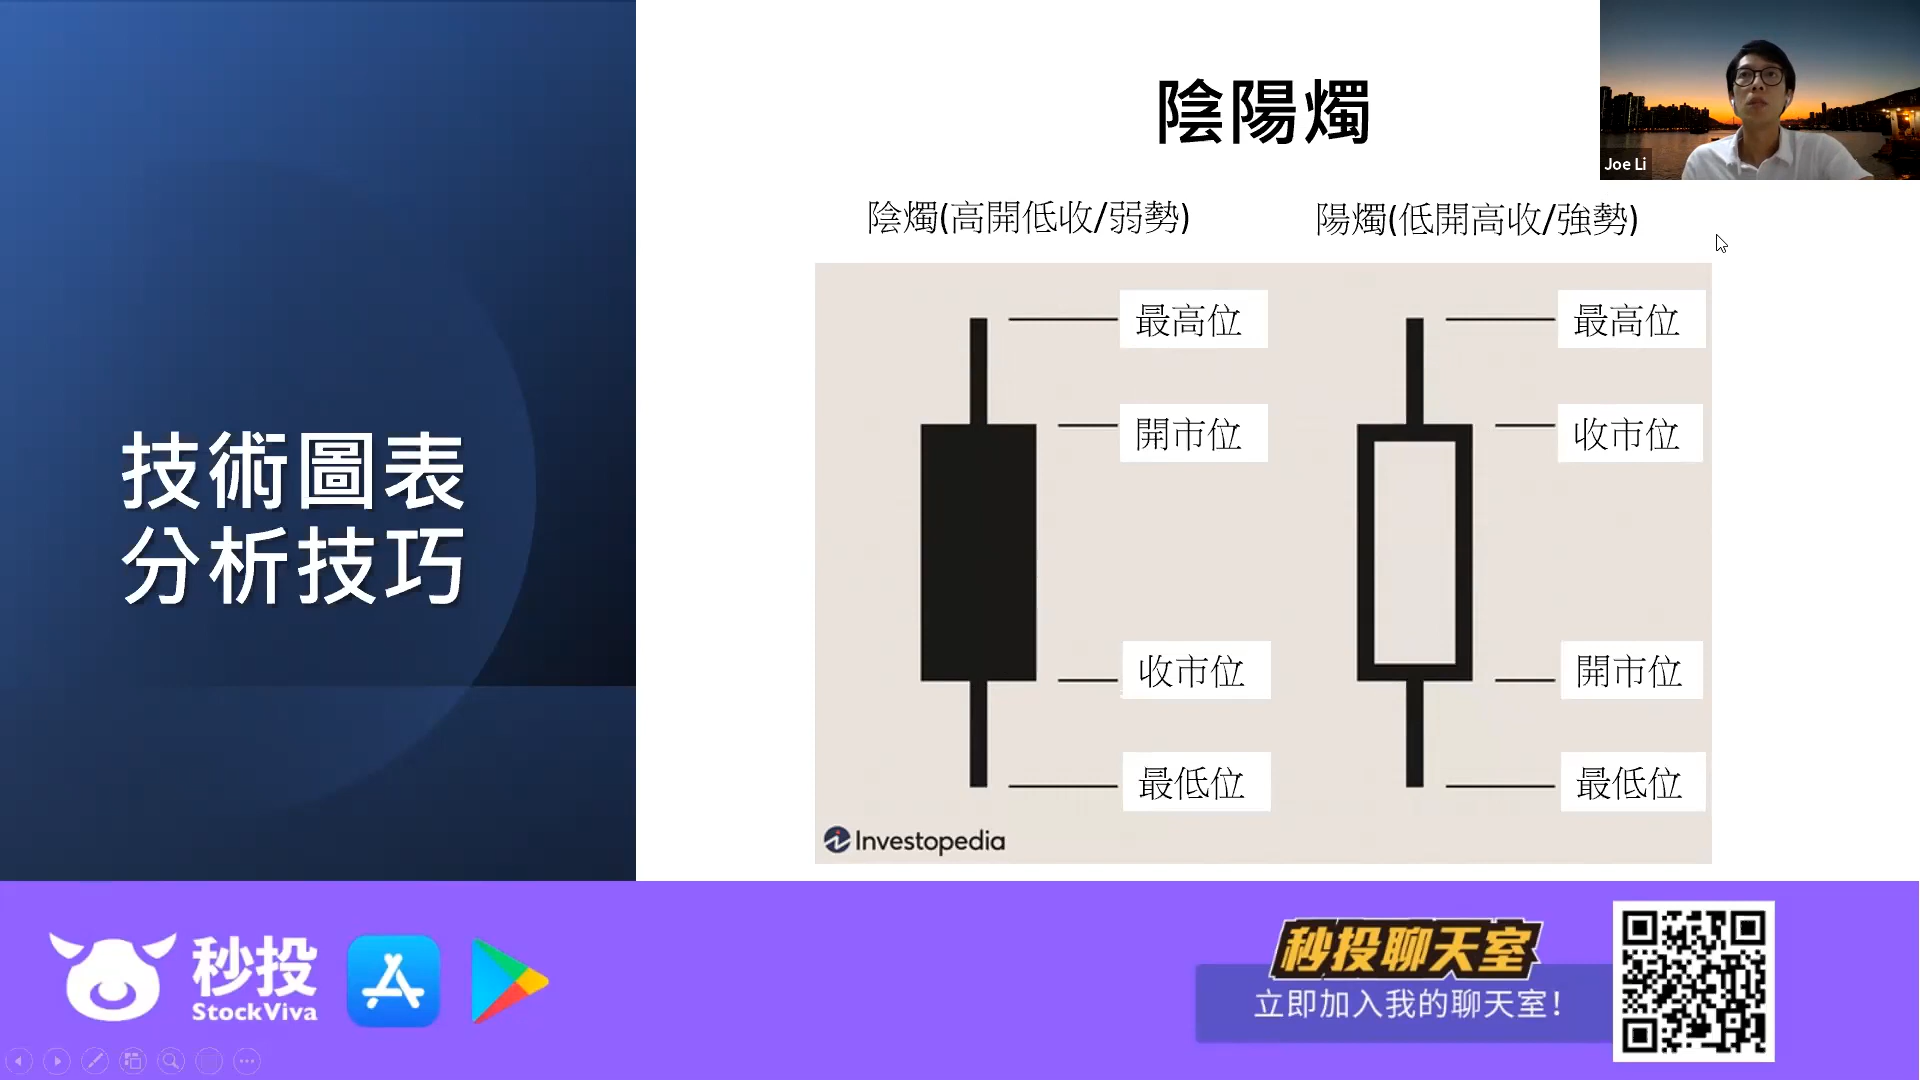 陰陽燭
Joe Li
陰燭(高開低收/弱勢)
陽燭(低開高收/強勢)
技術圖表
分析技巧
最高位
開市位
收市位
最低位
最高位
收市位
開市位
最低位
Investopedia
秒投
StockViva
秒投聊天室
立即加入我的聊天室!